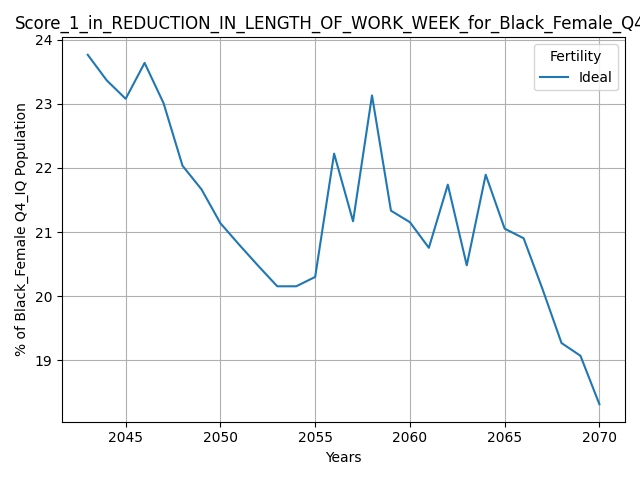 Score_1_in_REDUCTION_IN_LENGTH_OF_WORK_WEEK_for_Black_Female_Q4
24
23
22
21
20
19
% of Black_Female Q4_IQ Population
Fertility
Ideal
2045 2050 2055 2060 2065 2070
Years